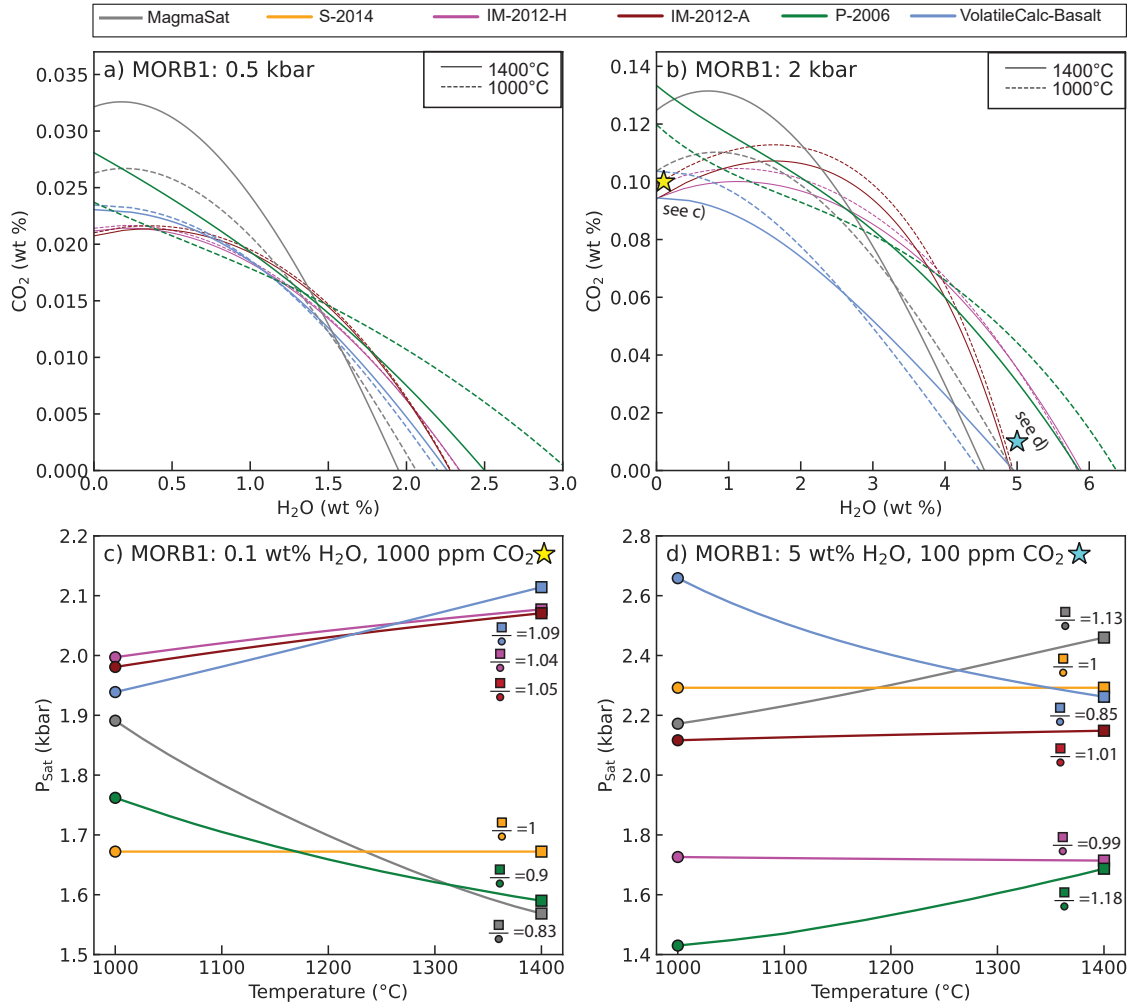 MagmaSat S-2014 IM-2012-H IM-2012-A P-2006 VolatileCalc-Basalt
a) MORB1: 0.5 kbar
1400°C
1000°C
CO₂ (wt %)
0.035
0.030
0.025
0.020
0.015
0.010
0.005
0.000
0.0 0.5 1.0 1.5 2.0 2.5 3.0
H₂O (wt %)
b) MORB1: 2 kbar
1400°C
1000°C
CO₂ (wt %)
0.14
0.12
0.10
0.08
0.06
0.04
0.02
0.00
see c)
see d)
0 1 2 3 4 5 6
H₂O (wt %)
c) MORB1: 0.1 wt% H₂O, 1000 ppm CO₂
P_Sat (kbar)
2.2
2.1
2.0
1.9
1.8
1.7
1.6
1.5
=1.09
=1.04
=1.05
=1
=0.9
=0.83
1000 1100 1200 1300 1400
Temperature (°C)
d) MORB1: 5 wt% H₂O, 100 ppm CO₂
P_Sat (kbar)
2.8
2.6
2.4
2.2
2.0
1.8
1.6
1.4
=1.13
=1
=0.85
=1.01
=0.99
=1.18
1000 1100 1200 1300 1400
Temperature (°C)